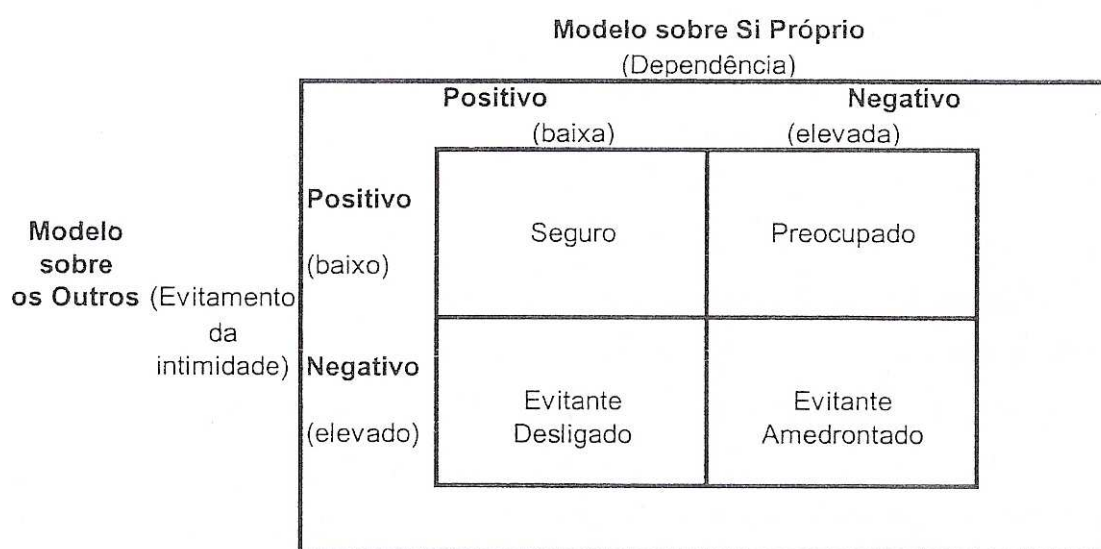 Modelo sobre Si Próprio
(Dependência)
Positivo Negativo
(baixa) (elevada)
Positivo
(baixo)
Seguro Preocupado
Modelo
sobre
os Outros (Evitamento
da
intimidade)
Negativo
(elevado)
Evitante Evitante
Desligado Amedrontado